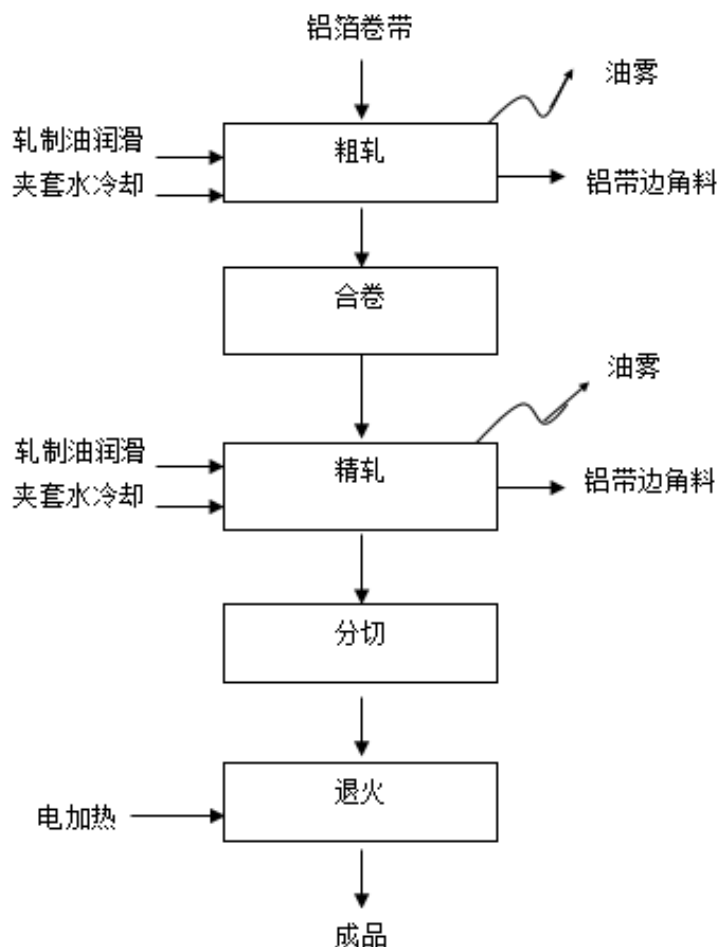 铝箔卷带
油雾
轧制油润滑
粗轧
夹套水冷却
铝带边角料
合卷
油雾
轧制油润滑
精轧
夹套水冷却
铝带边角料
分切
退火
电加热
成品